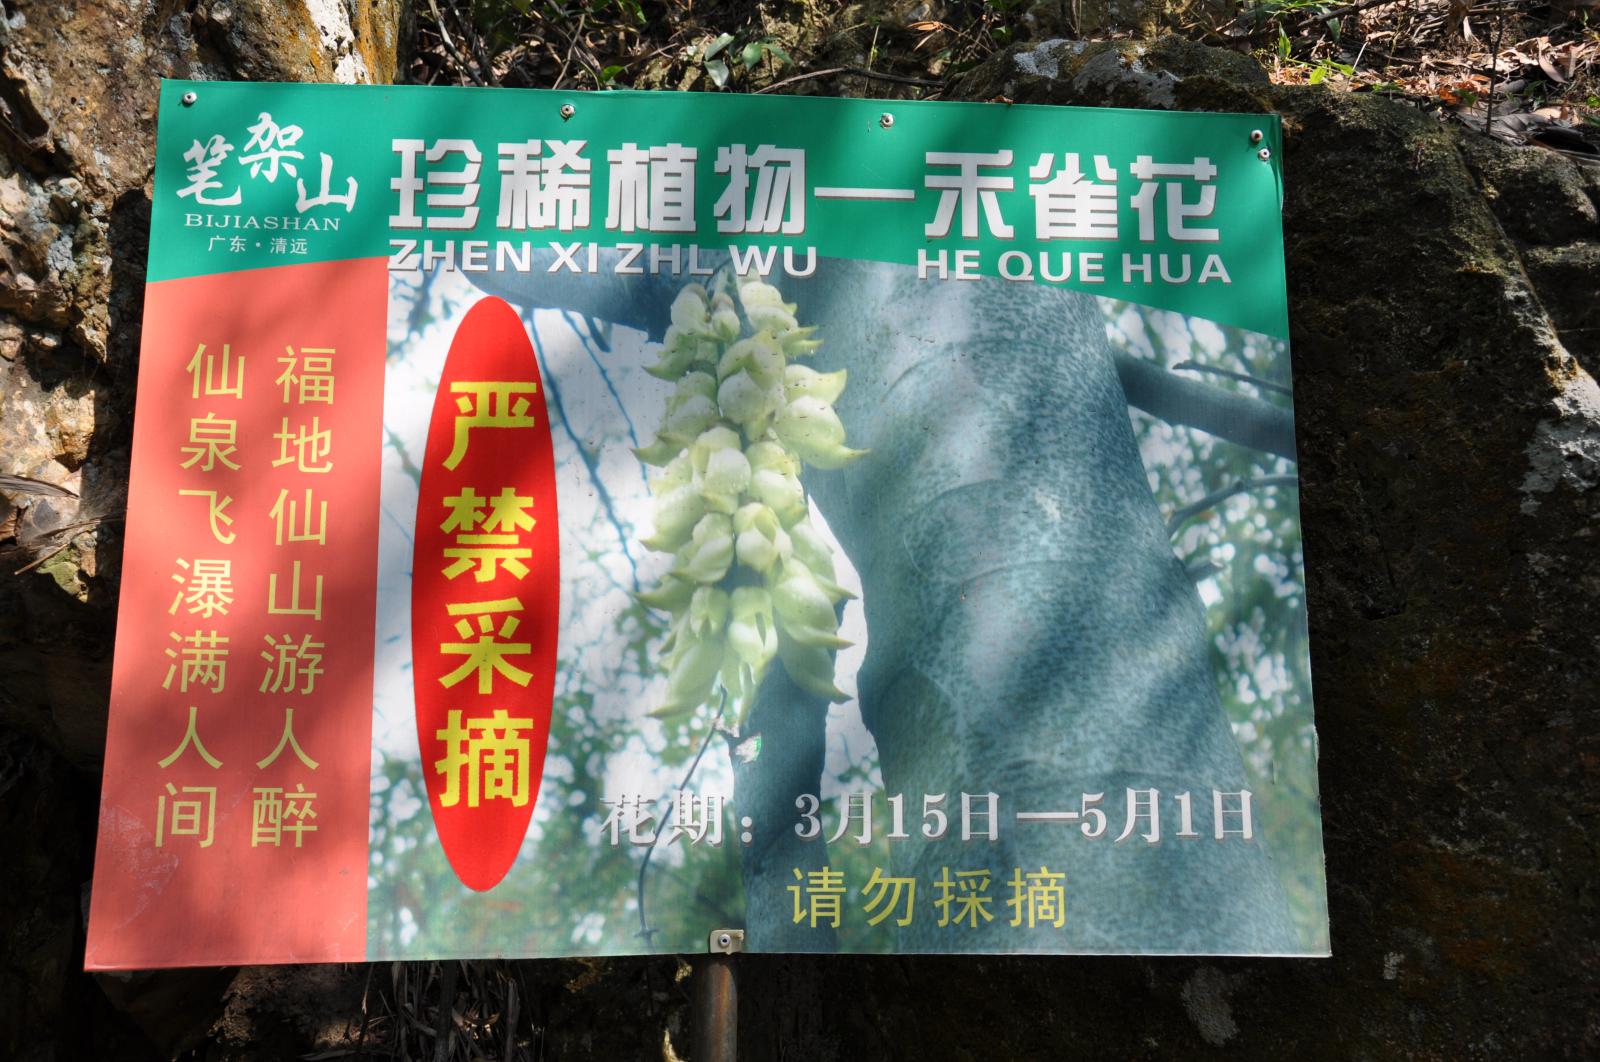 笔架山
BIJIASHAN
广东·清远
珍稀植物—禾雀花
ZHEN XI ZHL WU HE QUE HUA
福地仙山游人醉
仙泉飞瀑满人间
严禁采摘
花期：3月15日—5月1日
请勿採摘